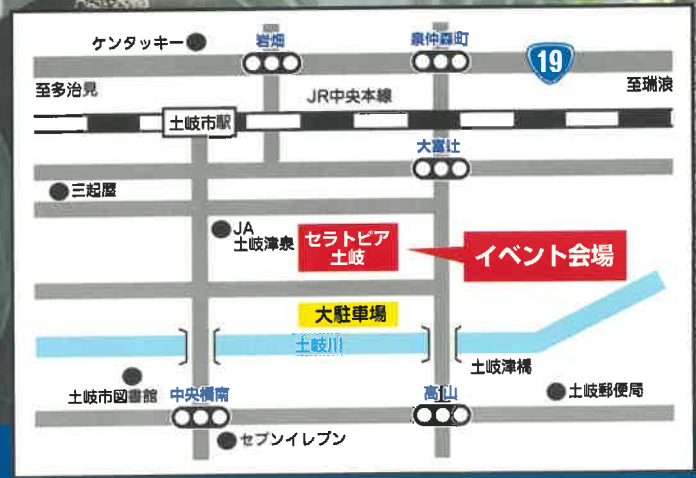 ケンタッキー
岩畑
泉仲森町
19
至多治見
JR中央本線
至瑞浪
土岐市駅
大富辻
三起屋
JA
土岐津泉
セラトピア
土岐
イベント会場
大駐車場
土岐川
土岐津橋
土岐市図書館
中央橋南
高山
土岐郵便局
セブンイレブン